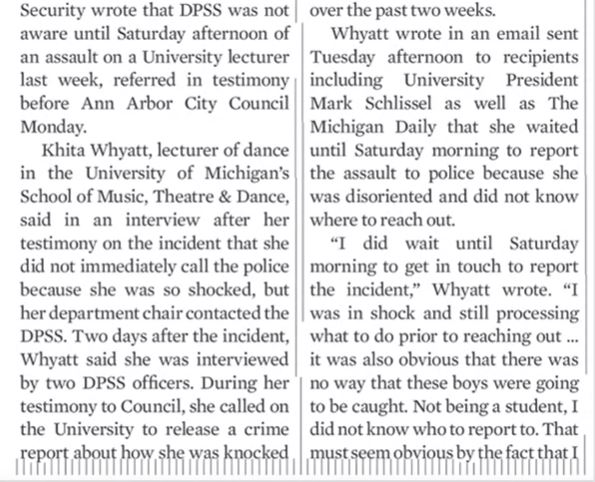 Security wrote that DPSS was not
aware until Saturday afternoon of
an assault on a University lecturer
last week, referred in testimony
before Ann Arbor City Council
Monday.
Khita Whyatt, lecturer of dance
in the University of Michigan's
School of Music, Theatre & Dance,
said in an interview after her
testimony on the incident that she
did not immediately call the police
because she was so shocked, but
her department chair contacted the
DPSS. Two days after the incident,
Whyatt said she was interviewed
by two DPSS officers. During her
testimony to Council, she called on
the University to release a crime
report about how she was knocked
over the past two weeks.
Whyatt wrote in an email sent
Tuesday afternoon to recipients
including University President
Mark Schlissel as well as The
Michigan Daily that she waited
until Saturday morning to report
the assault to police because she
was disoriented and did not know
where to reach out.
“I did wait until Saturday
morning to get in touch to report
the incident,” Whyatt wrote. “I
was in shock and still processing
what to do prior to reaching out ...
it was also obvious that there was
no way that these boys were going
to be caught. Not being a student, I
did not know who to report to. That
must seem obvious by the fact that I